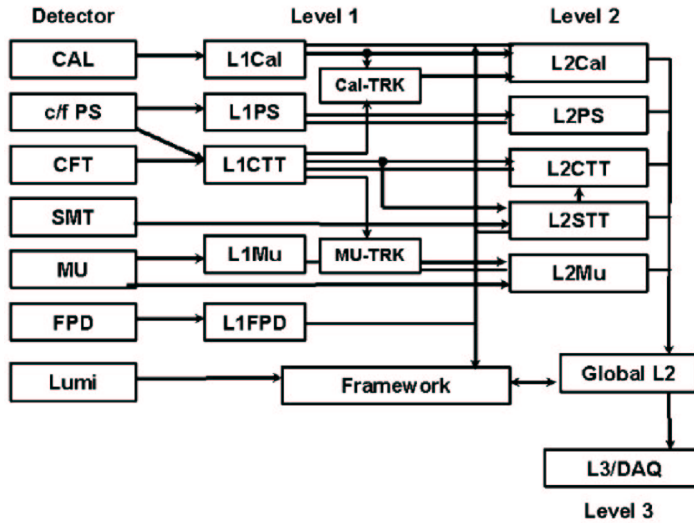 Detector Level 1 Level 2
CAL L1Cal L2Cal
Cal-TRK
c/f PS L1PS L2PS
CFT L1CTT L2CTT
SMT L2STT
L1Mu MU-TRK
MU L2Mu
FPD L1FPD
Lumi Framework Global L2
L3/DAQ
Level 3